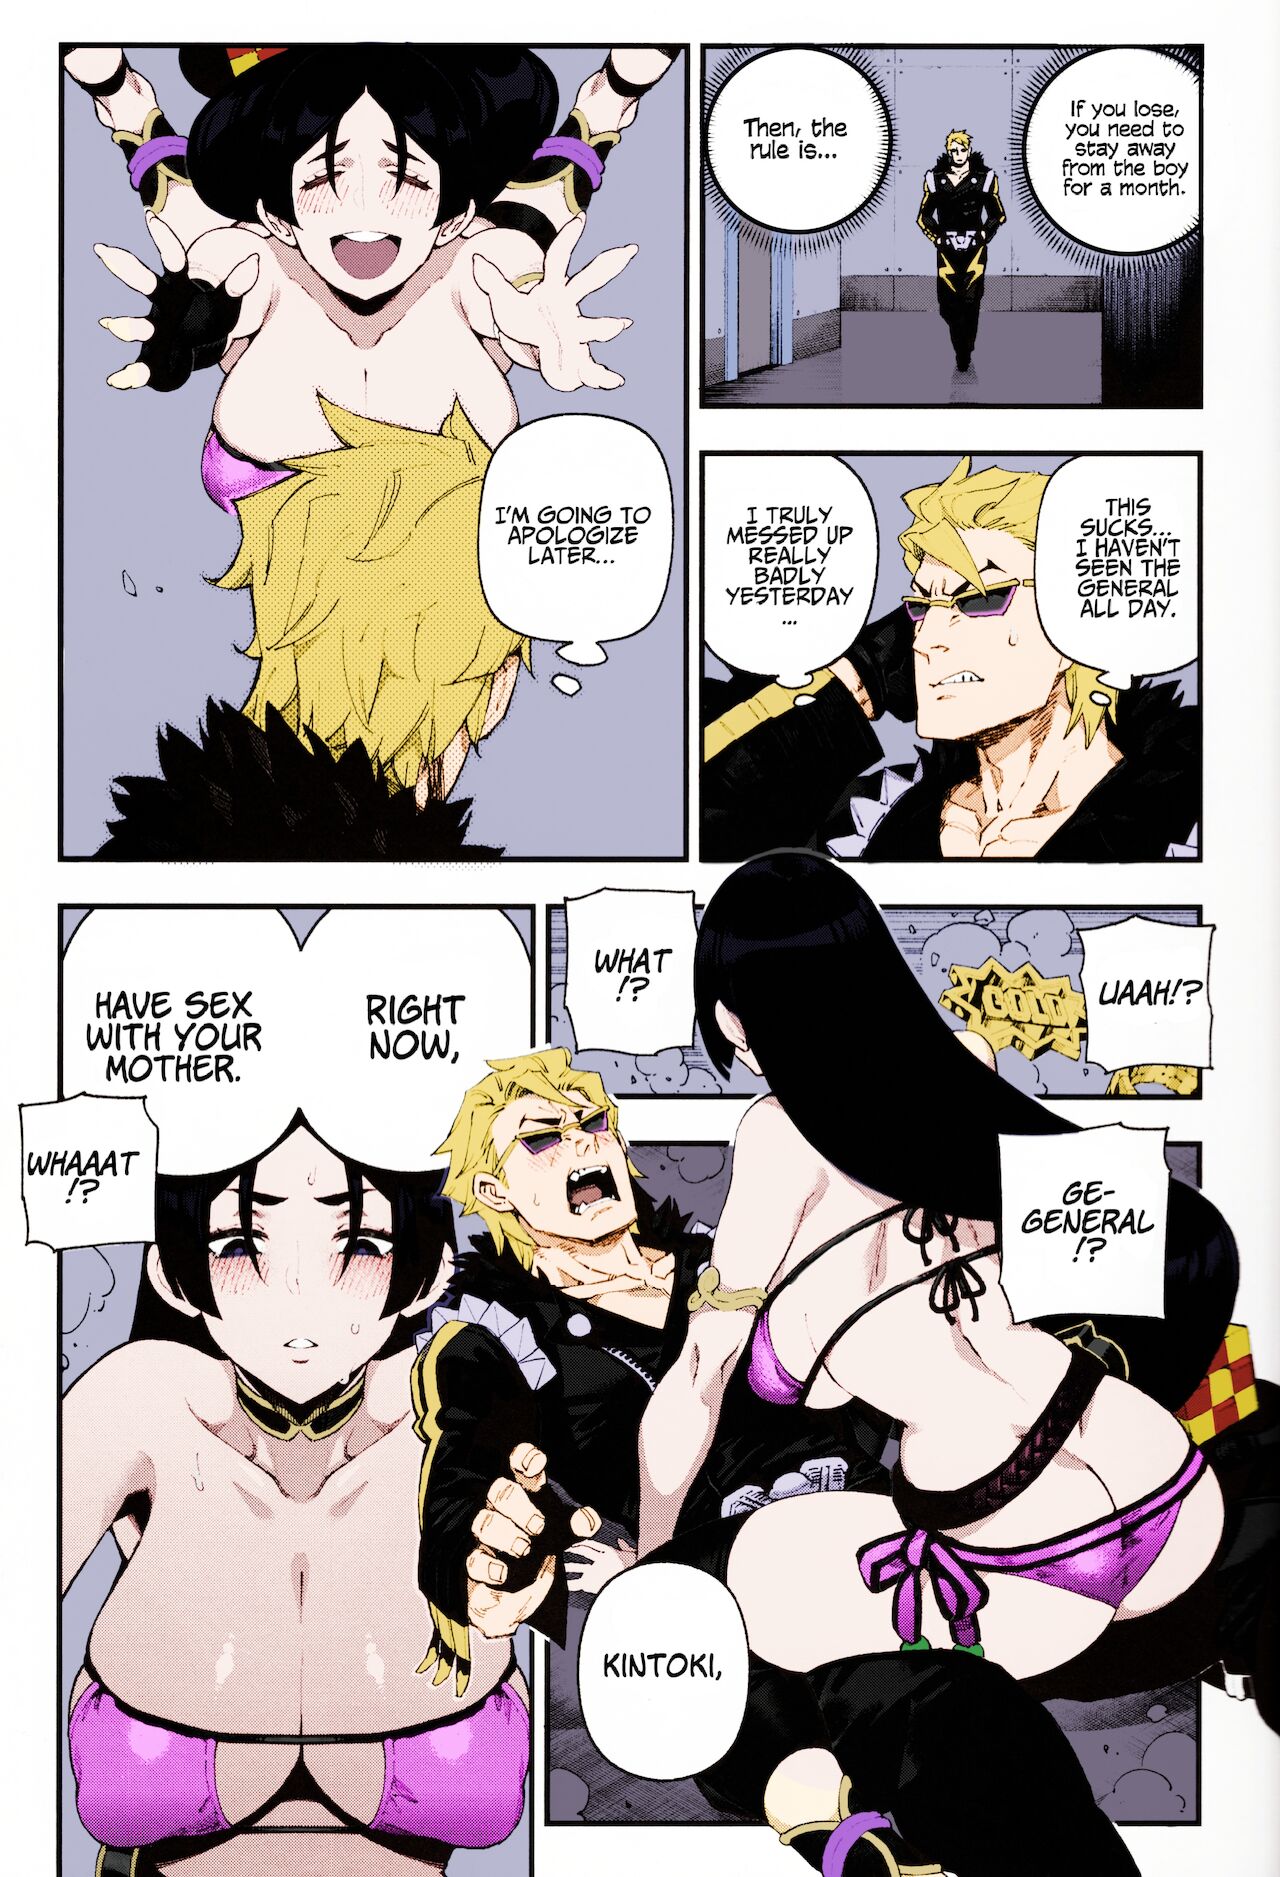 If you lose,
you need to
stay away
from the boy
for a month.
Then, the
rule is...
I'M GOING TO
APOLOGIZE
LATER...
THIS
SUCKS...
I HAVEN'T
SEEN THE
GENERAL
ALL DAY.
I TRULY
MESSED UP
REALLY
BADLY
YESTERDAY
...
UAAH!?
GOLD
WHAT
!?
GE-
GENERAL
!?
KINTOKI,
RIGHT
NOW,
HAVE SEX
WITH YOUR
MOTHER.
WHAAAT
!?